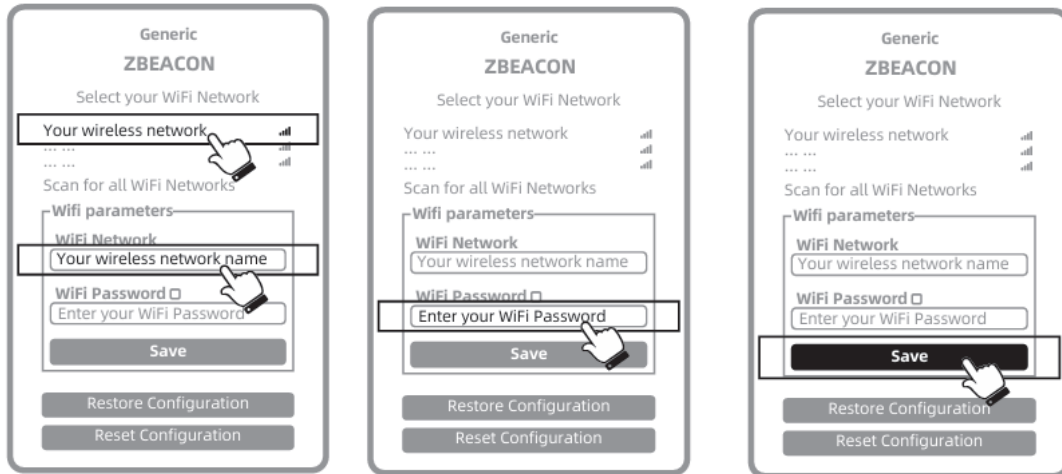 Generic
ZBEACON
Select your WiFi Network
Your wireless network
... ...
... ...
Scan for all WiFi Networks
Wifi parameters
WiFi Network
Your wireless network name
WiFi Password
Enter your WiFi Password
Save
Restore Configuration
Reset Configuration
Generic
ZBEACON
Select your WiFi Network
Your wireless network
... ...
... ...
Scan for all WiFi Networks
Wifi parameters
WiFi Network
Your wireless network name
WiFi Password
Enter your WiFi Password
Save
Restore Configuration
Reset Configuration
Generic
ZBEACON
Select your WiFi Network
Your wireless network
... ...
... ...
Scan for all WiFi Networks
Wifi parameters
WiFi Network
Your wireless network name
WiFi Password
Enter your WiFi Password
Save
Restore Configuration
Reset Configuration